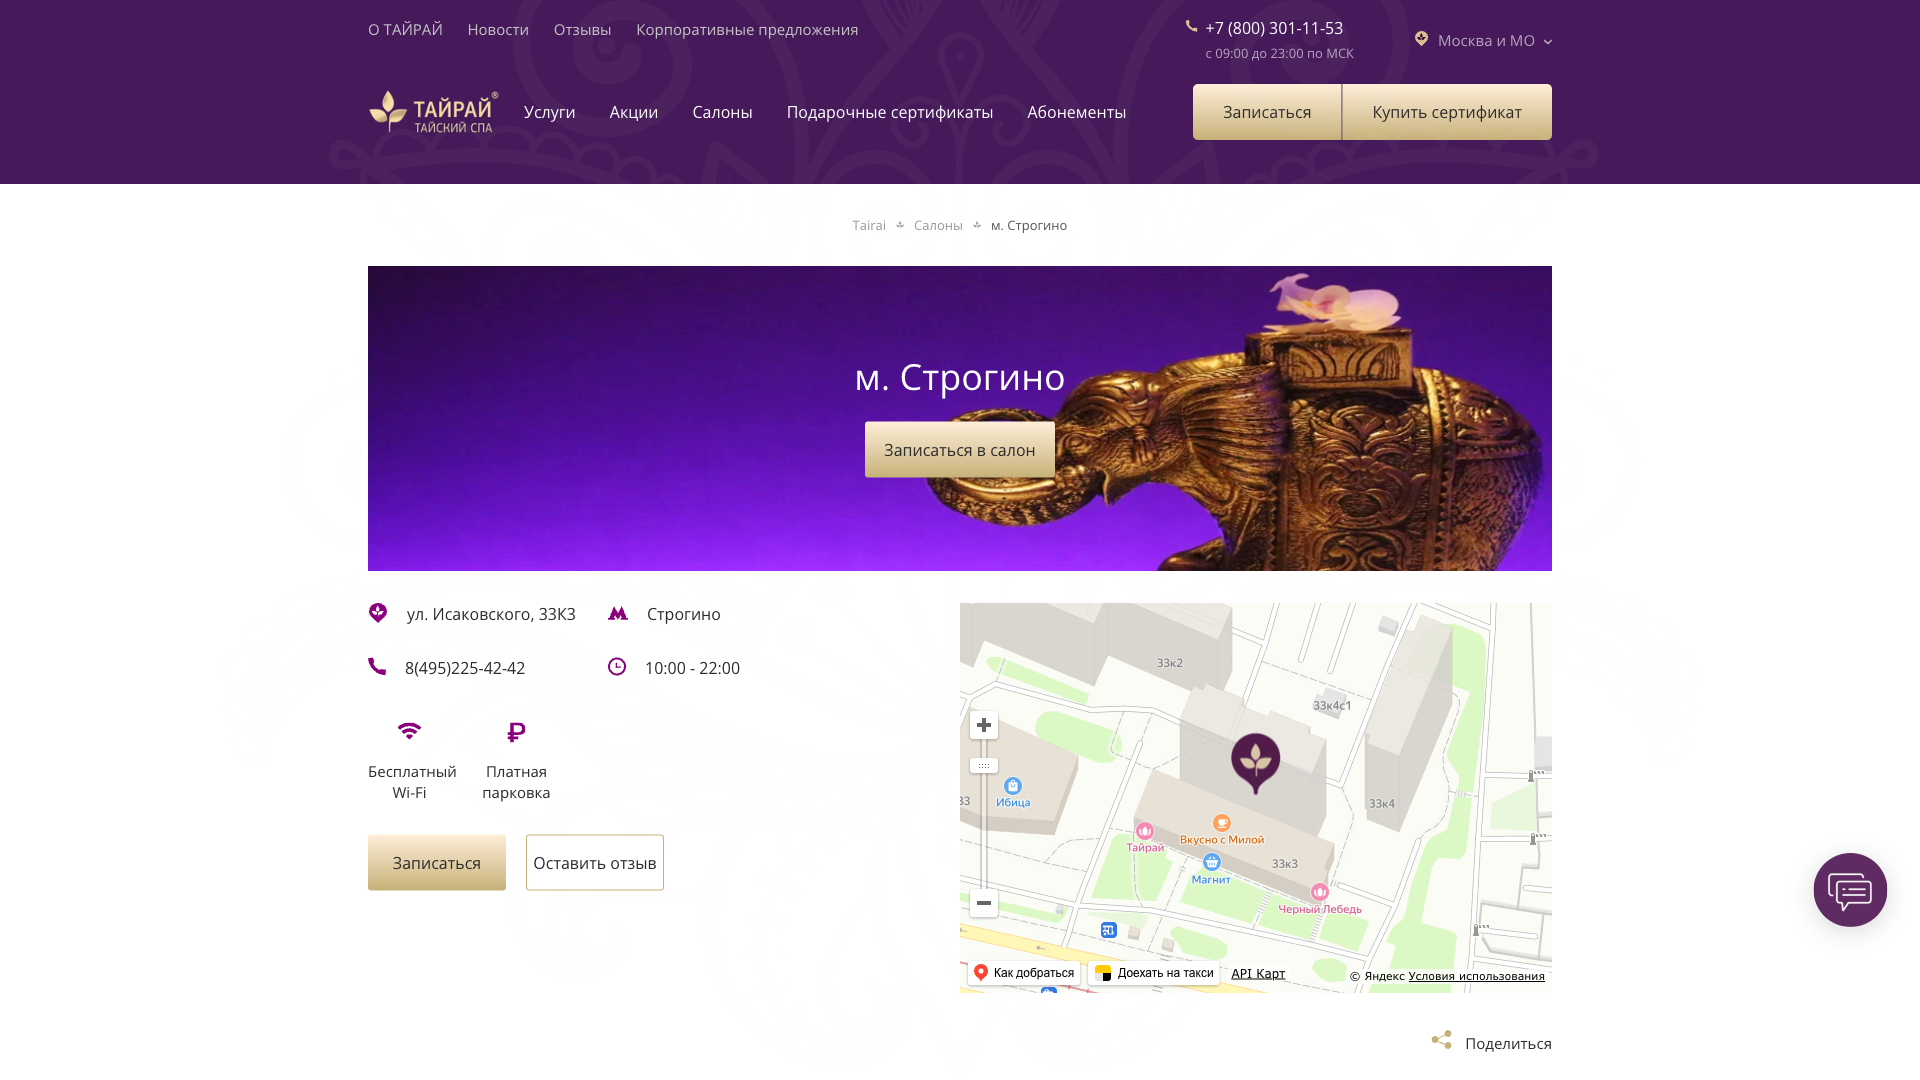 О ТАЙРАЙ
Новости
Отзывы
Корпоративные предложения
+7 (800) 301-11-53
с 09:00 до 23:00 по МСК
Москва и МО
ТАЙРАЙ®
ТАЙСКИЙ СПА
Услуги
Акции
Салоны
Подарочные сертификаты
Абонементы
Записаться
Купить сертификат
Tairai
Салоны
м. Строгино
м. Строгино
Записаться в салон
ул. Исаковского, 33К3
Строгино
8(495)225-42-42
10:00 - 22:00
Бесплатный
Wi-Fi
Платная
парковка
Записаться
Оставить отзыв
33к2
33к4с1
33
Ибица
33к4
Вкусно с Милой
Тайрай
33к3
Магнит
Черный Лебедь
Как добраться
Доехать на такси
API Карт
© Яндекс Условия использования
Поделиться